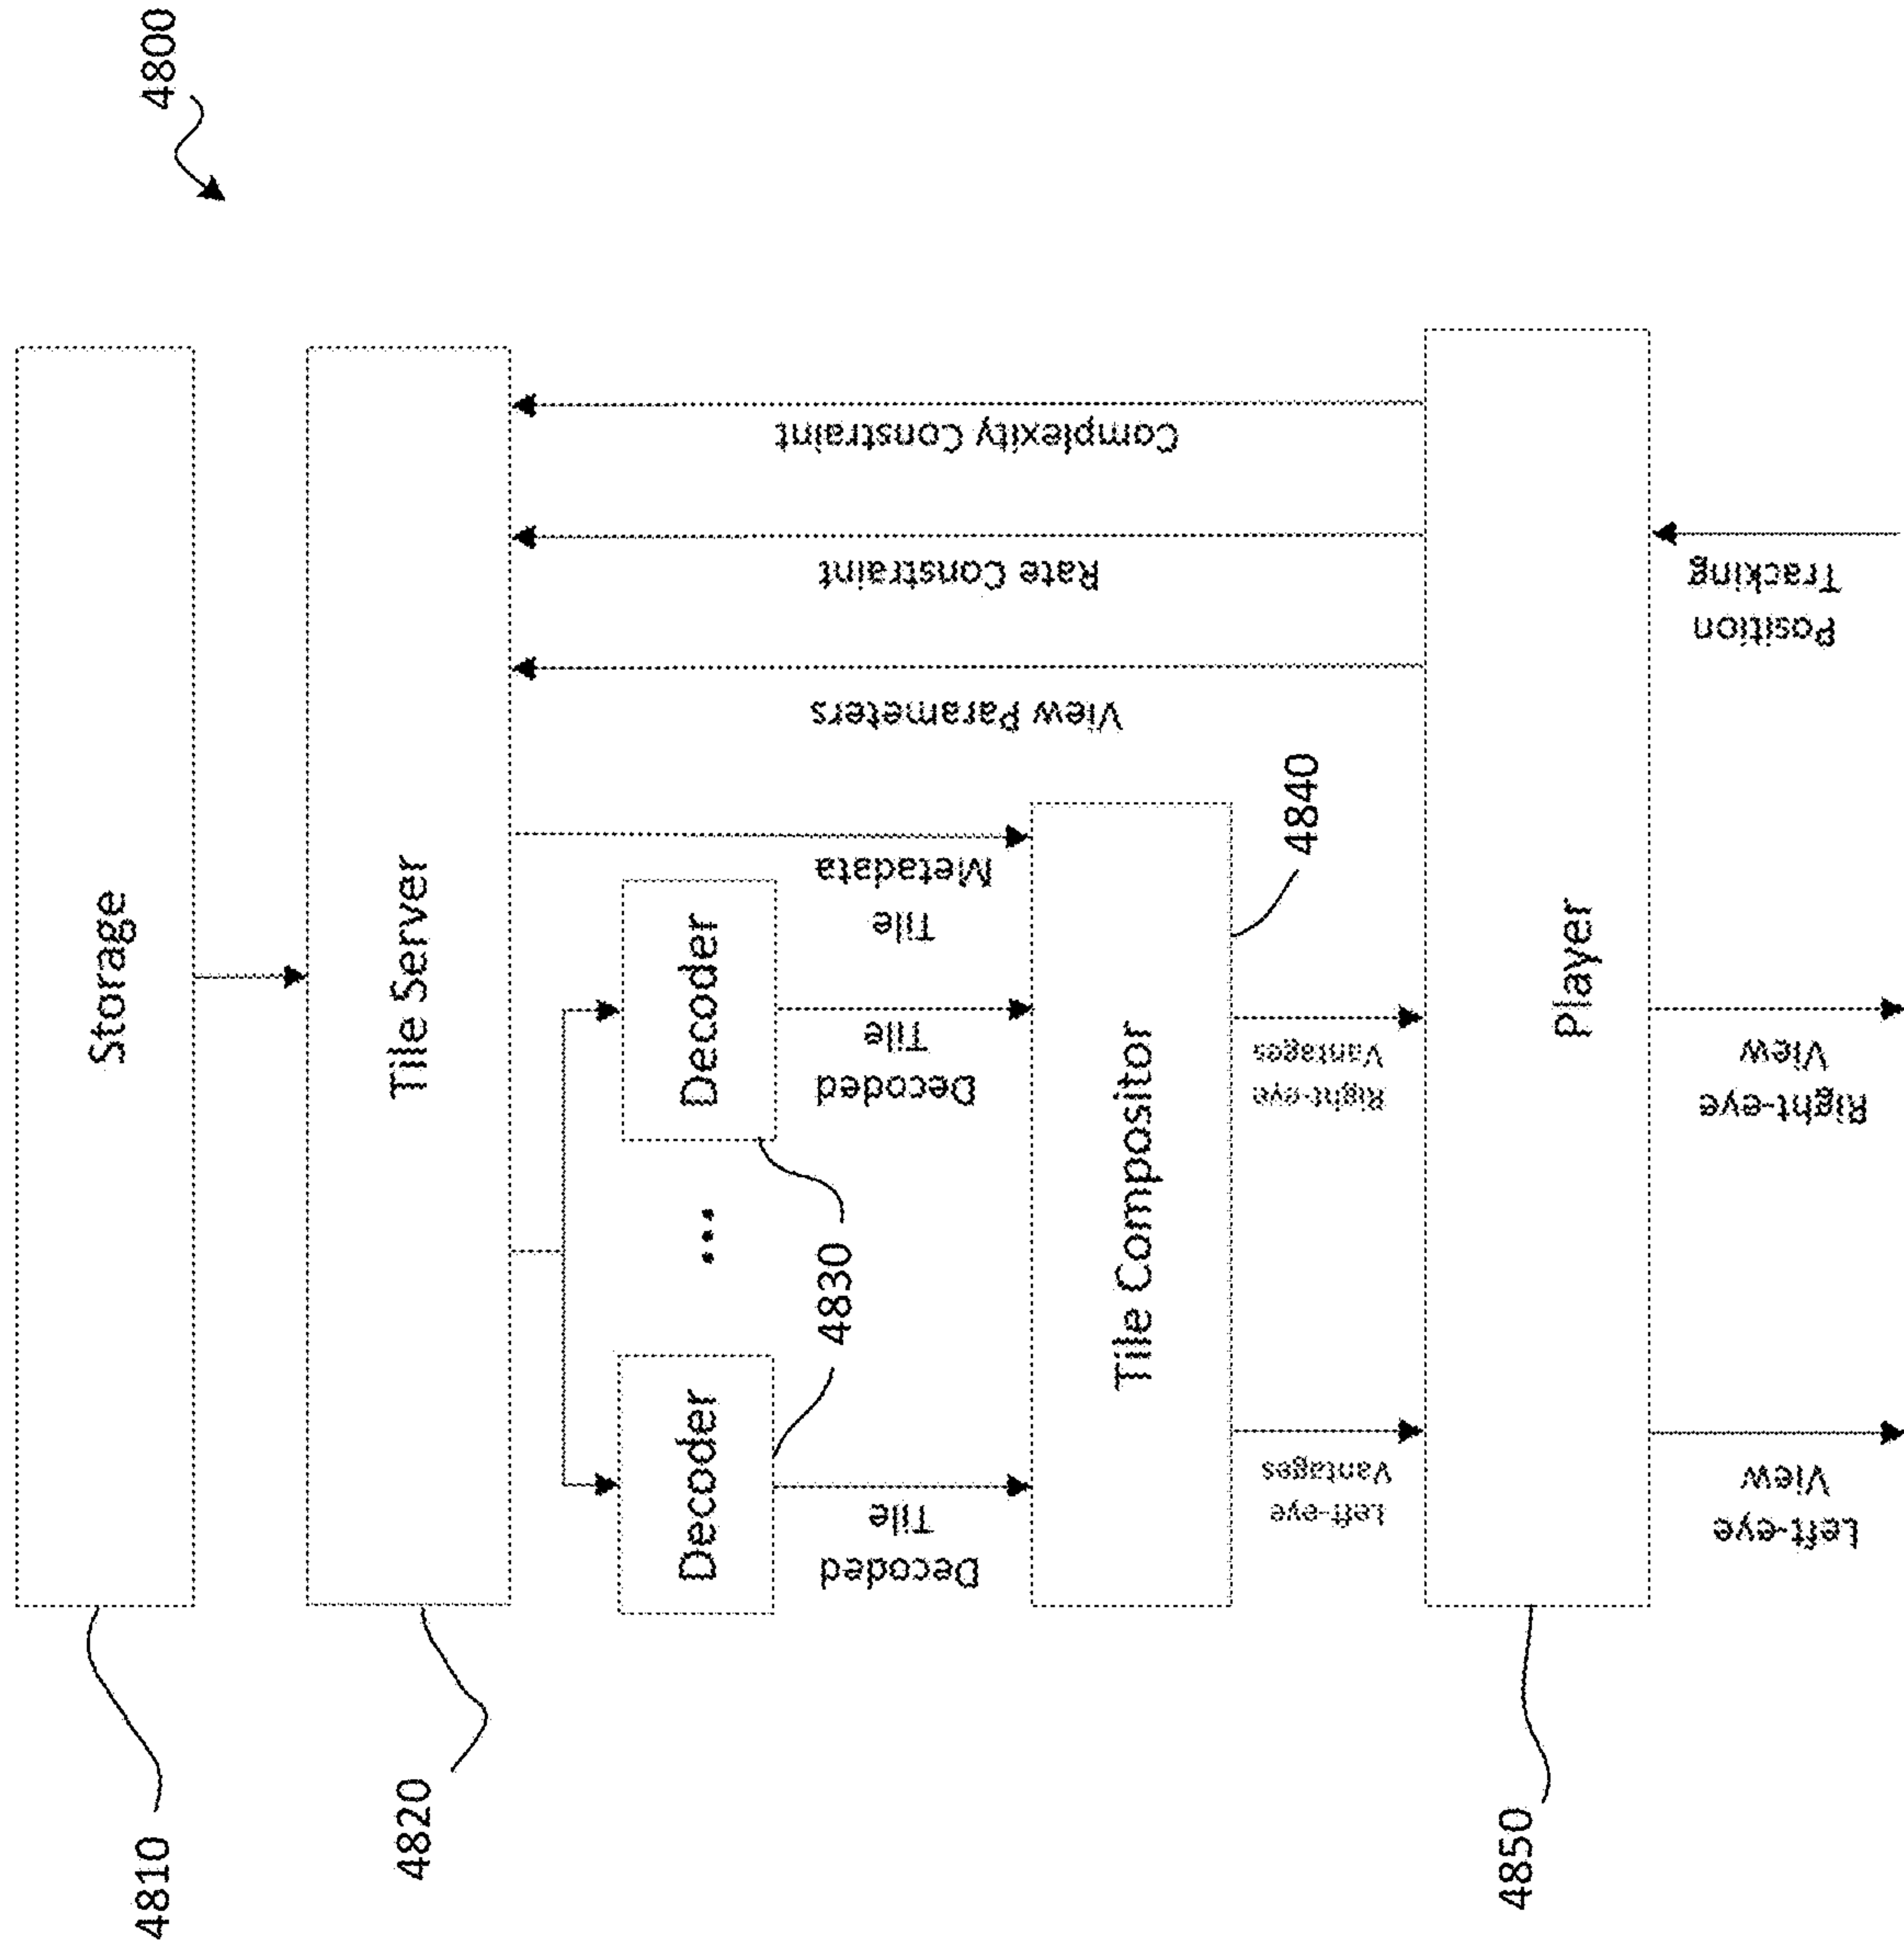 4800
Storage
4810
Tile Server
4820
Complexity Constraint
Rate Constraint
View Parameters
Tile
Metadata
Decoder
...
Decoder
4830
Decoded
Tile
Decoded
Tile
Tile Compositor
4840
Left-eye
Vantages
Right-eye
Vantages
Player
4850
Left-eye
View
Right-eye
View
Position
Tracking